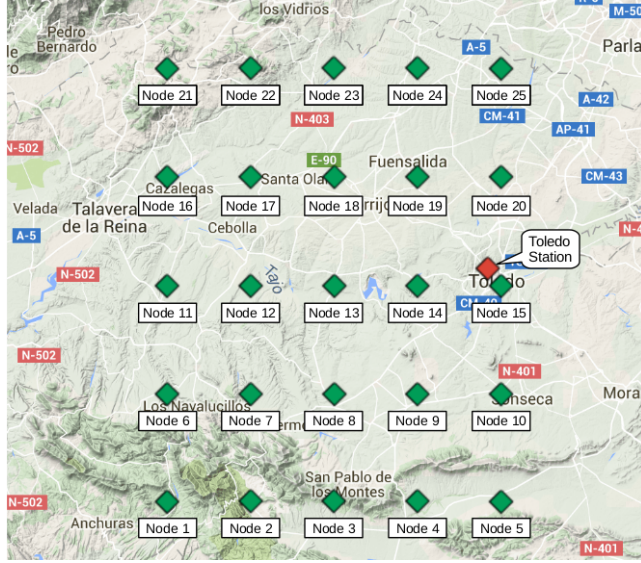 los Vidrios
M-50
Pedro
Bernardo
A-5
Parla
Node 21
Node 22
Node 23
Node 24
Node 25
A-42
N-403
CM-41
AP-41
N-502
E-90
Fuensalida
Cazalegas
Santa Olal
CM-43
Node 16
Node 17
Node 18
rrijo
Node 19
Node 20
Velada
Talavera
de la Reina
Cebolla
A-5
Toledo
Station
N-502
Tajo
Toledo
Node 11
Node 12
Node 13
Node 14
CM-40
Node 15
N-502
N-401
Los Navalucillos
Sonseca
Mora
Node 6
Node 7
Node 8
Node 9
Node 10
San Pablo de
los Montes
N-502
Anchuras
Node 1
Node 2
Node 3
Node 4
Node 5
N-401